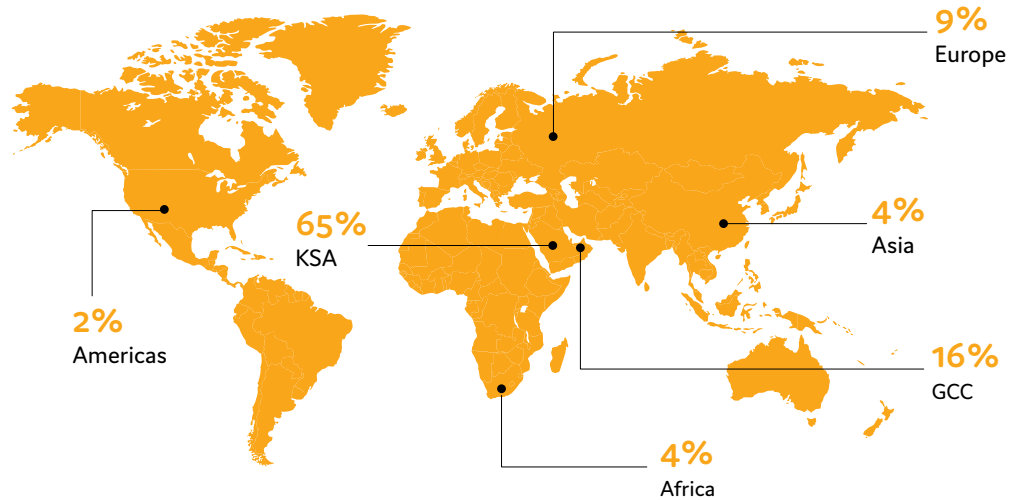 9%
Europe
65%
KSA
4%
Asia
2%
Americas
16%
GCC
4%
Africa